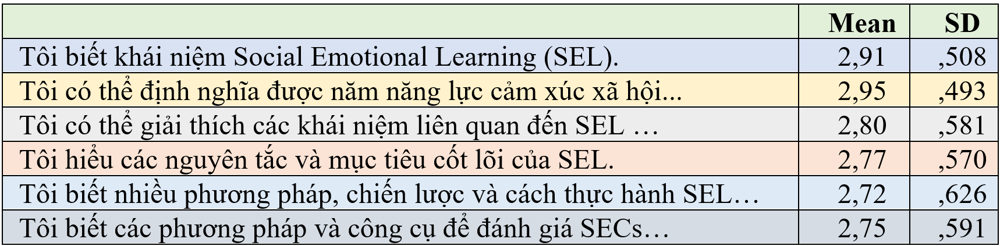 Mean SD
Tôi biết khái niệm Social Emotional Learning (SEL). 2,91 ,508
Tôi có thể định nghĩa được năm năng lực cảm xúc xã hội... 2,95 ,493
Tôi có thể giải thích các khái niệm liên quan đến SEL … 2,80 ,581
Tôi hiểu các nguyên tắc và mục tiêu cốt lõi của SEL. 2,77 ,570
Tôi biết nhiều phương pháp, chiến lược và cách thực hành SEL… 2,72 ,626
Tôi biết các phương pháp và công cụ để đánh giá SECs… 2,75 ,591